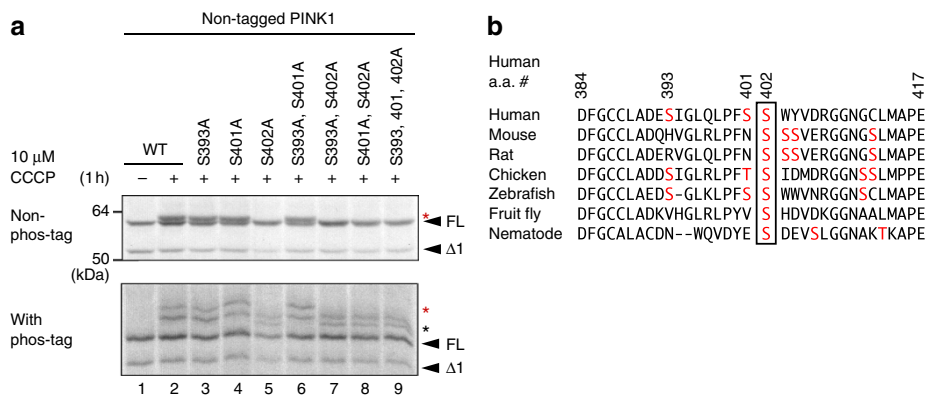 a
Non-tagged PINK1
WT
S393A
S401A
S402A
S393A, S401A
S393A, S402A
S401A, S402A
S393, 401, 402A
10 μM
CCCP (1 h) – + + + + + + + +
Non-
phos-tag
64
50
(kDa)
* FL
Δ1
With
phos-tag
*
*
FL
Δ1
1 2 3 4 5 6 7 8 9
b
Human
a.a. # 384 393 401 402 417
Human DFGCCLADESIGLQLPFS S WYVDRGGNGCLMAPE
Mouse DFGCCLADQHVGLRLPFN S SSVERGGNGSLMAPE
Rat DFGCCLADERVGLRLPFN S SSVERGGNGSLMAPE
Chicken DFGCCLADDSIGLRLPFT S IDMDRGGNSSLMPPE
Zebrafish DFGCCLAEDS-GLKLPFS S WWVNRGGNSCLMAPE
Fruit fly DFGCCLADKVHGLRLPYV S HDVDKGGNAALMAPE
Nematode DFGCALACDN--WQVDYE S DEVSLGGNAKTKAPE